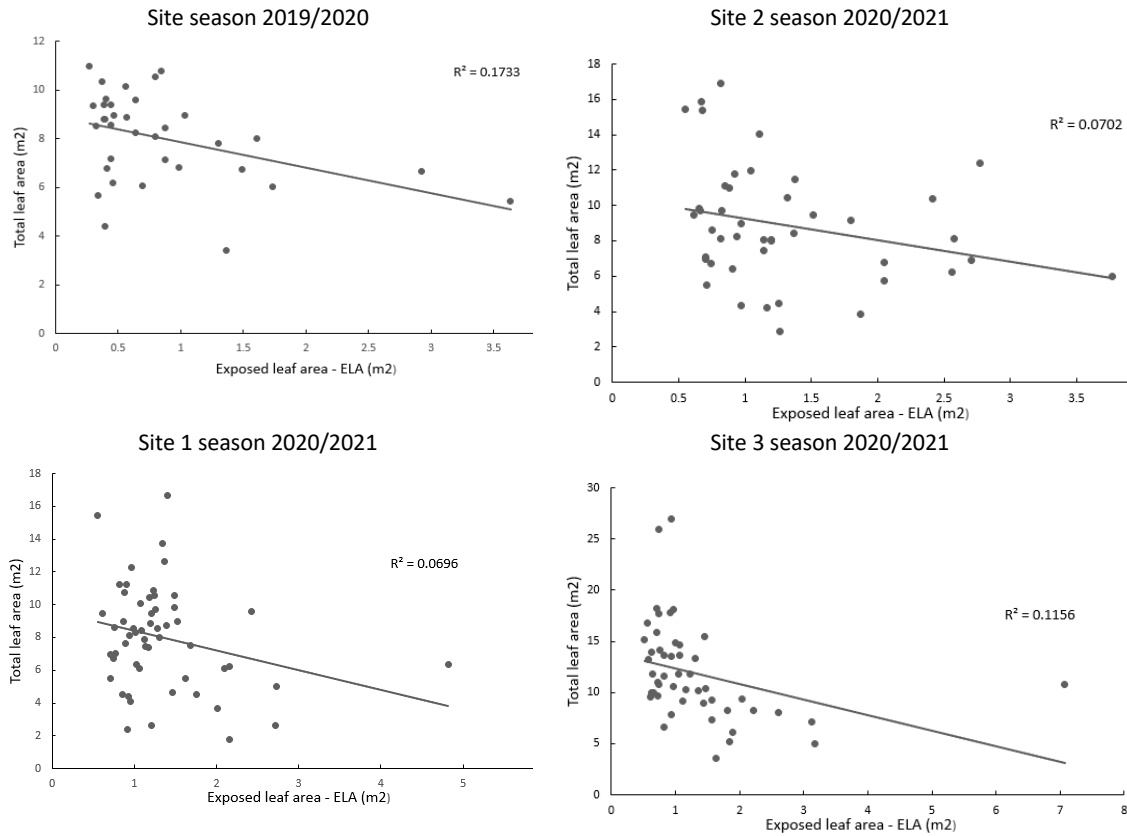 Site season 2019/2020
12
10
8
6
4
2
0
Total leaf area (m2)
R² = 0.1733
0 0.5 1 1.5 2 2.5 3 3.5
Exposed leaf area - ELA (m2)
Site 2 season 2020/2021
18
16
14
12
10
8
6
4
2
0
Total leaf area (m2)
R² = 0.0702
0 0.5 1 1.5 2 2.5 3 3.5
Exposed leaf area - ELA (m2)
Site 1 season 2020/2021
18
16
14
12
10
8
6
4
2
0
Total leaf area (m2)
R² = 0.0696
0 1 2 3 4 5
Exposed leaf area - ELA (m2)
Site 3 season 2020/2021
30
25
20
15
10
5
0
Total leaf area (m2)
R² = 0.1156
0 1 2 3 4 5 6 7 8
Exposed leaf area - ELA (m2)